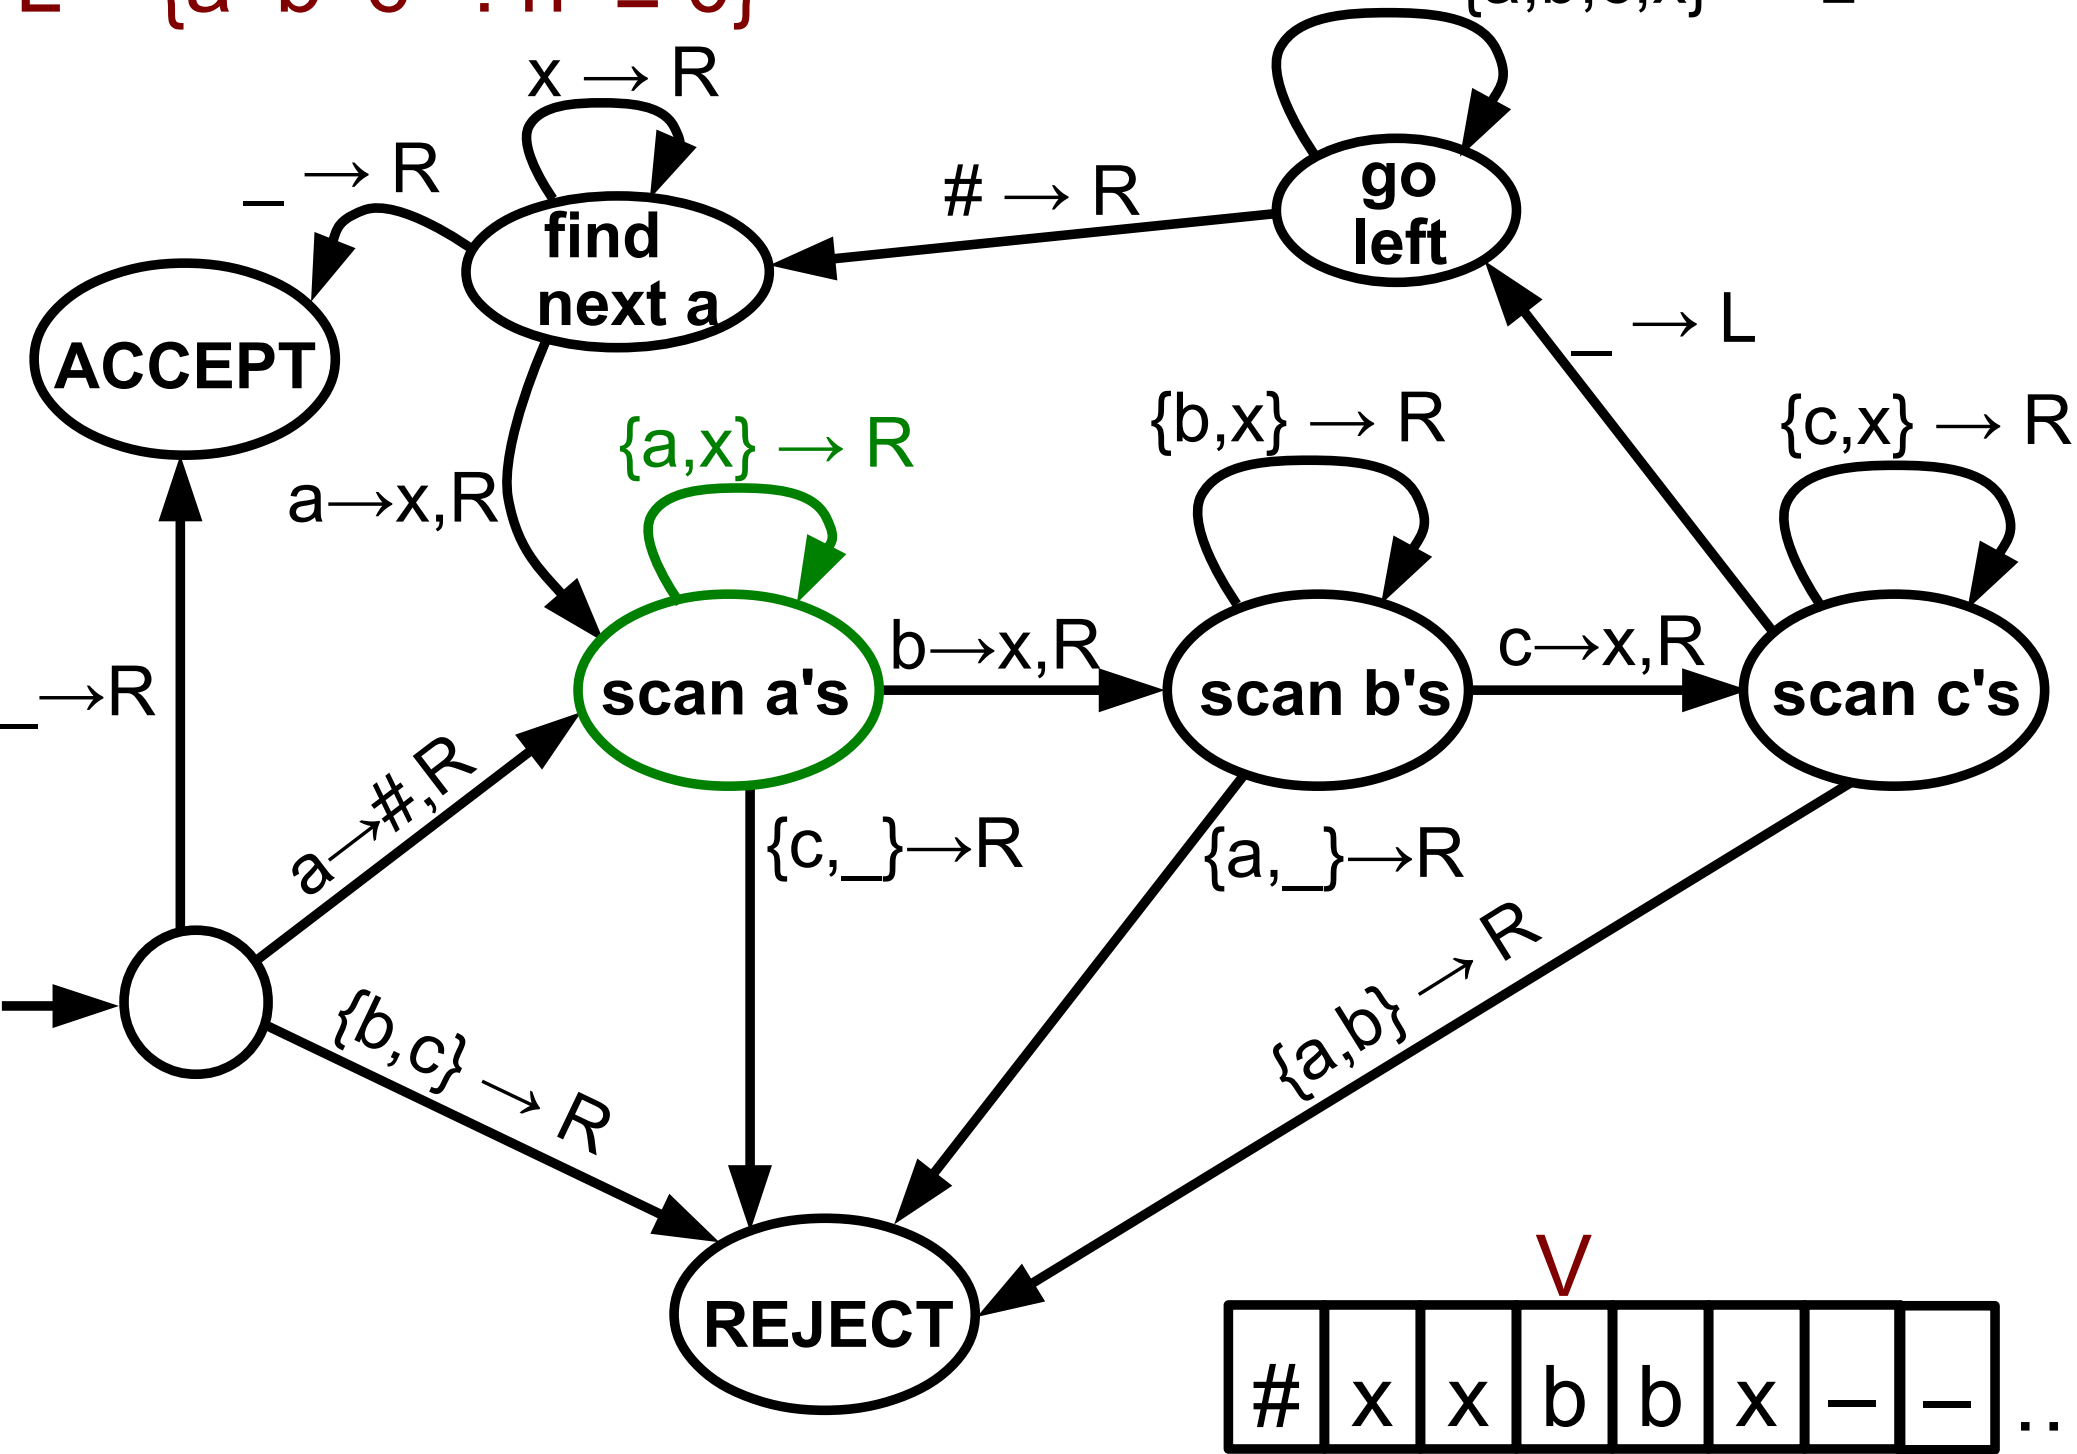 x → R
_ → R
# → R
go
left
find
next a
_ → L
ACCEPT
{a,x} → R
{b,x} → R
{c,x} → R
a→x,R
b→x,R
c→x,R
scan a's
scan b's
scan c's
_→R
a→#,R
{c,_}→R
{a,_}→R
{a,b} → R
{b,c} → R
REJECT
V
# x x b b x _ _ ..